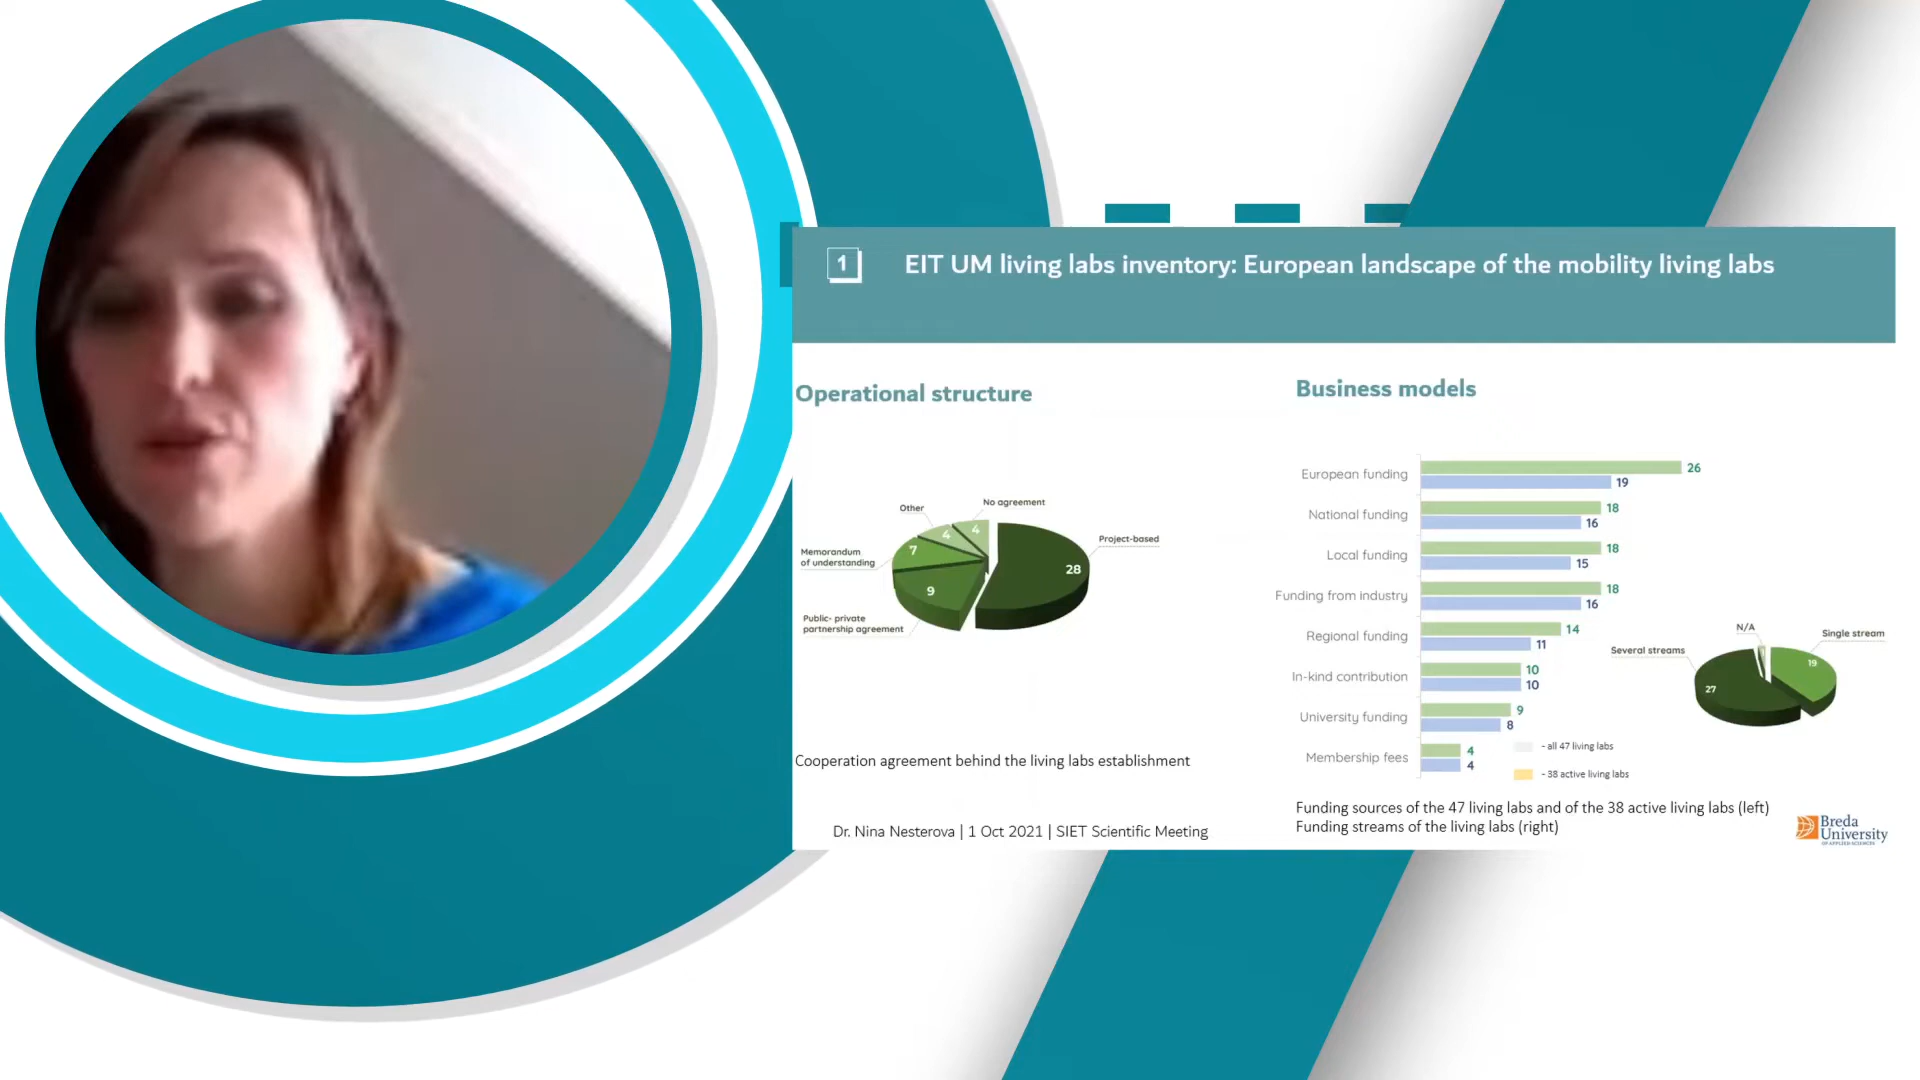 1
EIT UM living labs inventory: European landscape of the mobility living labs
Operational structure
No agreement
Other
4
4
Project-based
Memorandum
of understanding
7
28
9
Public- private
partnership agreement
Cooperation agreement behind the living labs establishment
Business models
European funding
26
19
National funding
18
16
Local funding
18
15
Funding from industry
18
16
Regional funding
14
11
In-kind contribution
10
10
University funding
9
8
Membership fees
4
4
- all 47 living labs
- 38 active living labs
N/A
Single stream
Several streams
19
27
Funding sources of the 47 living labs and of the 38 active living labs (left)
Funding streams of the living labs (right)
Dr. Nina Nesterova | 1 Oct 2021 | SIET Scientific Meeting
Breda
University
OF APPLIED SCIENCES